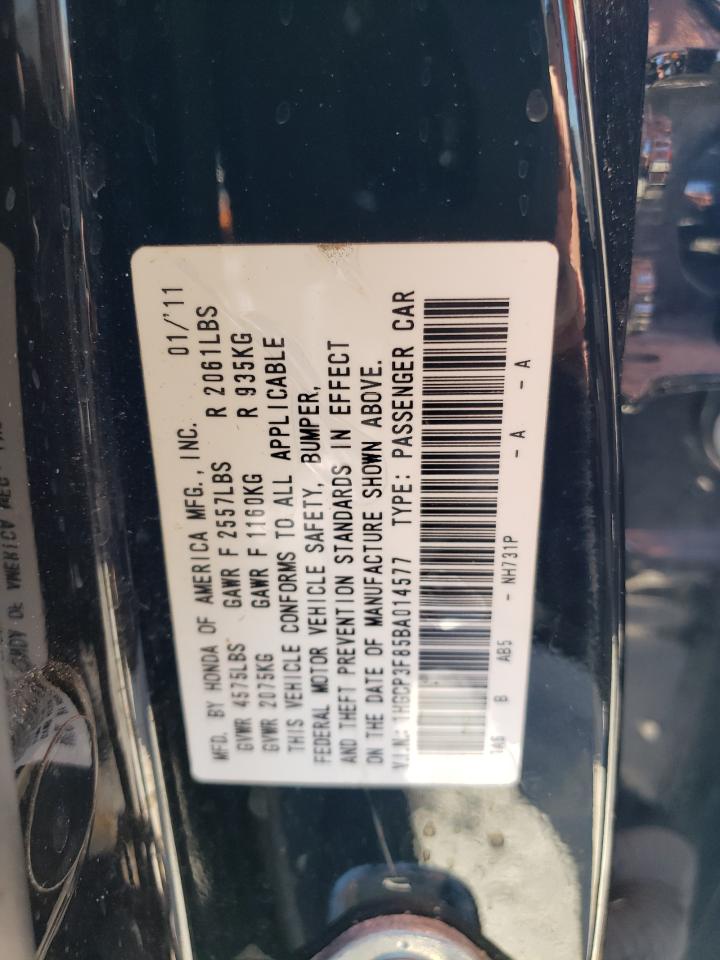 MFD. BY HONDA OF AMERICA MFG., INC. 01/'11
GVWR 4575LBS GAWR F 2557LBS R 2061LBS
GVWR 2075KG GAWR F 1160KG R 935KG
THIS VEHICLE CONFORMS TO ALL APPLICABLE
FEDERAL MOTOR VEHICLE SAFETY, BUMPER,
AND THEFT PREVENTION STANDARDS IN EFFECT
ON THE DATE OF MANUFACTURE SHOWN ABOVE.
V.I.N.: 1HGCP3F85BA014577 TYPE: PASSENGER CAR
TA6 B AB5 - NH731P - A - A